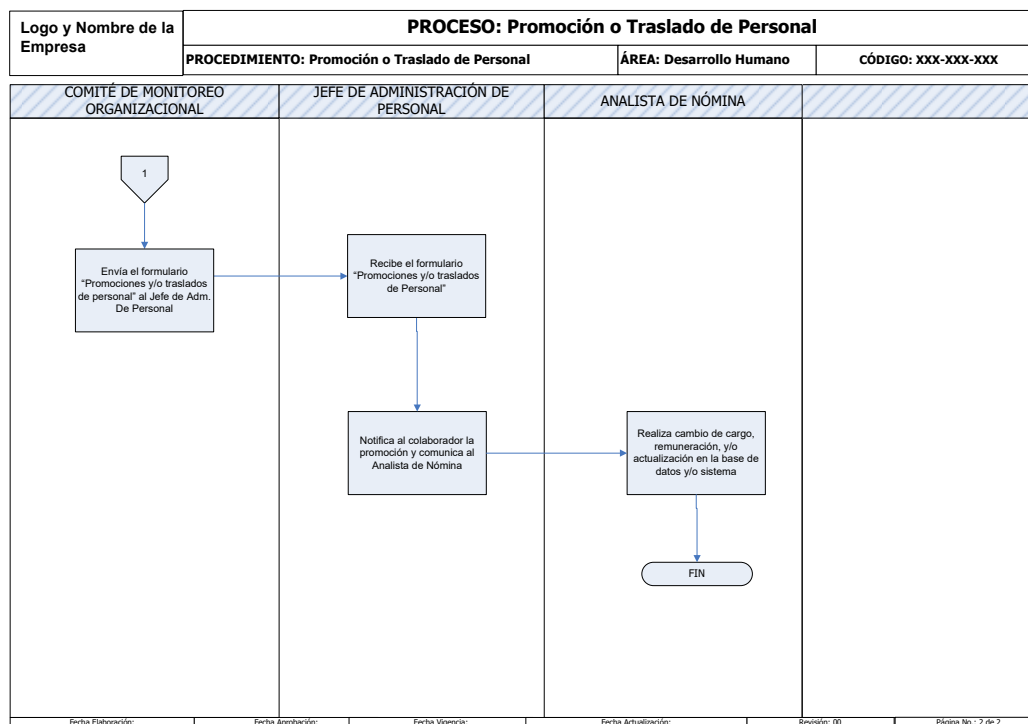 Logo y Nombre de la
Empresa
PROCESO: Promoción o Traslado de Personal
PROCEDIMIENTO: Promoción o Traslado de Personal
ÁREA: Desarrollo Humano
CÓDIGO: XXX-XXX-XXX
COMITÉ DE MONITOREO
ORGANIZACIONAL
JEFE DE ADMINISTRACIÓN DE
PERSONAL
ANALISTA DE NÓMINA
1
Envía el formulario
“Promociones y/o traslados
de personal” al Jefe de Adm.
De Personal
Recibe el formulario
“Promociones y/o traslados
de Personal”
Notifica al colaborador la
promoción y comunica al
Analista de Nómina
Realiza cambio de cargo,
remuneración, y/o
actualización en la base de
datos y/o sistema
FIN
Fecha Elaboración:
Fecha Aprobación:
Fecha Vigencia:
Fecha Actualización:
Revisión: 00
Página No.: 2 de 2